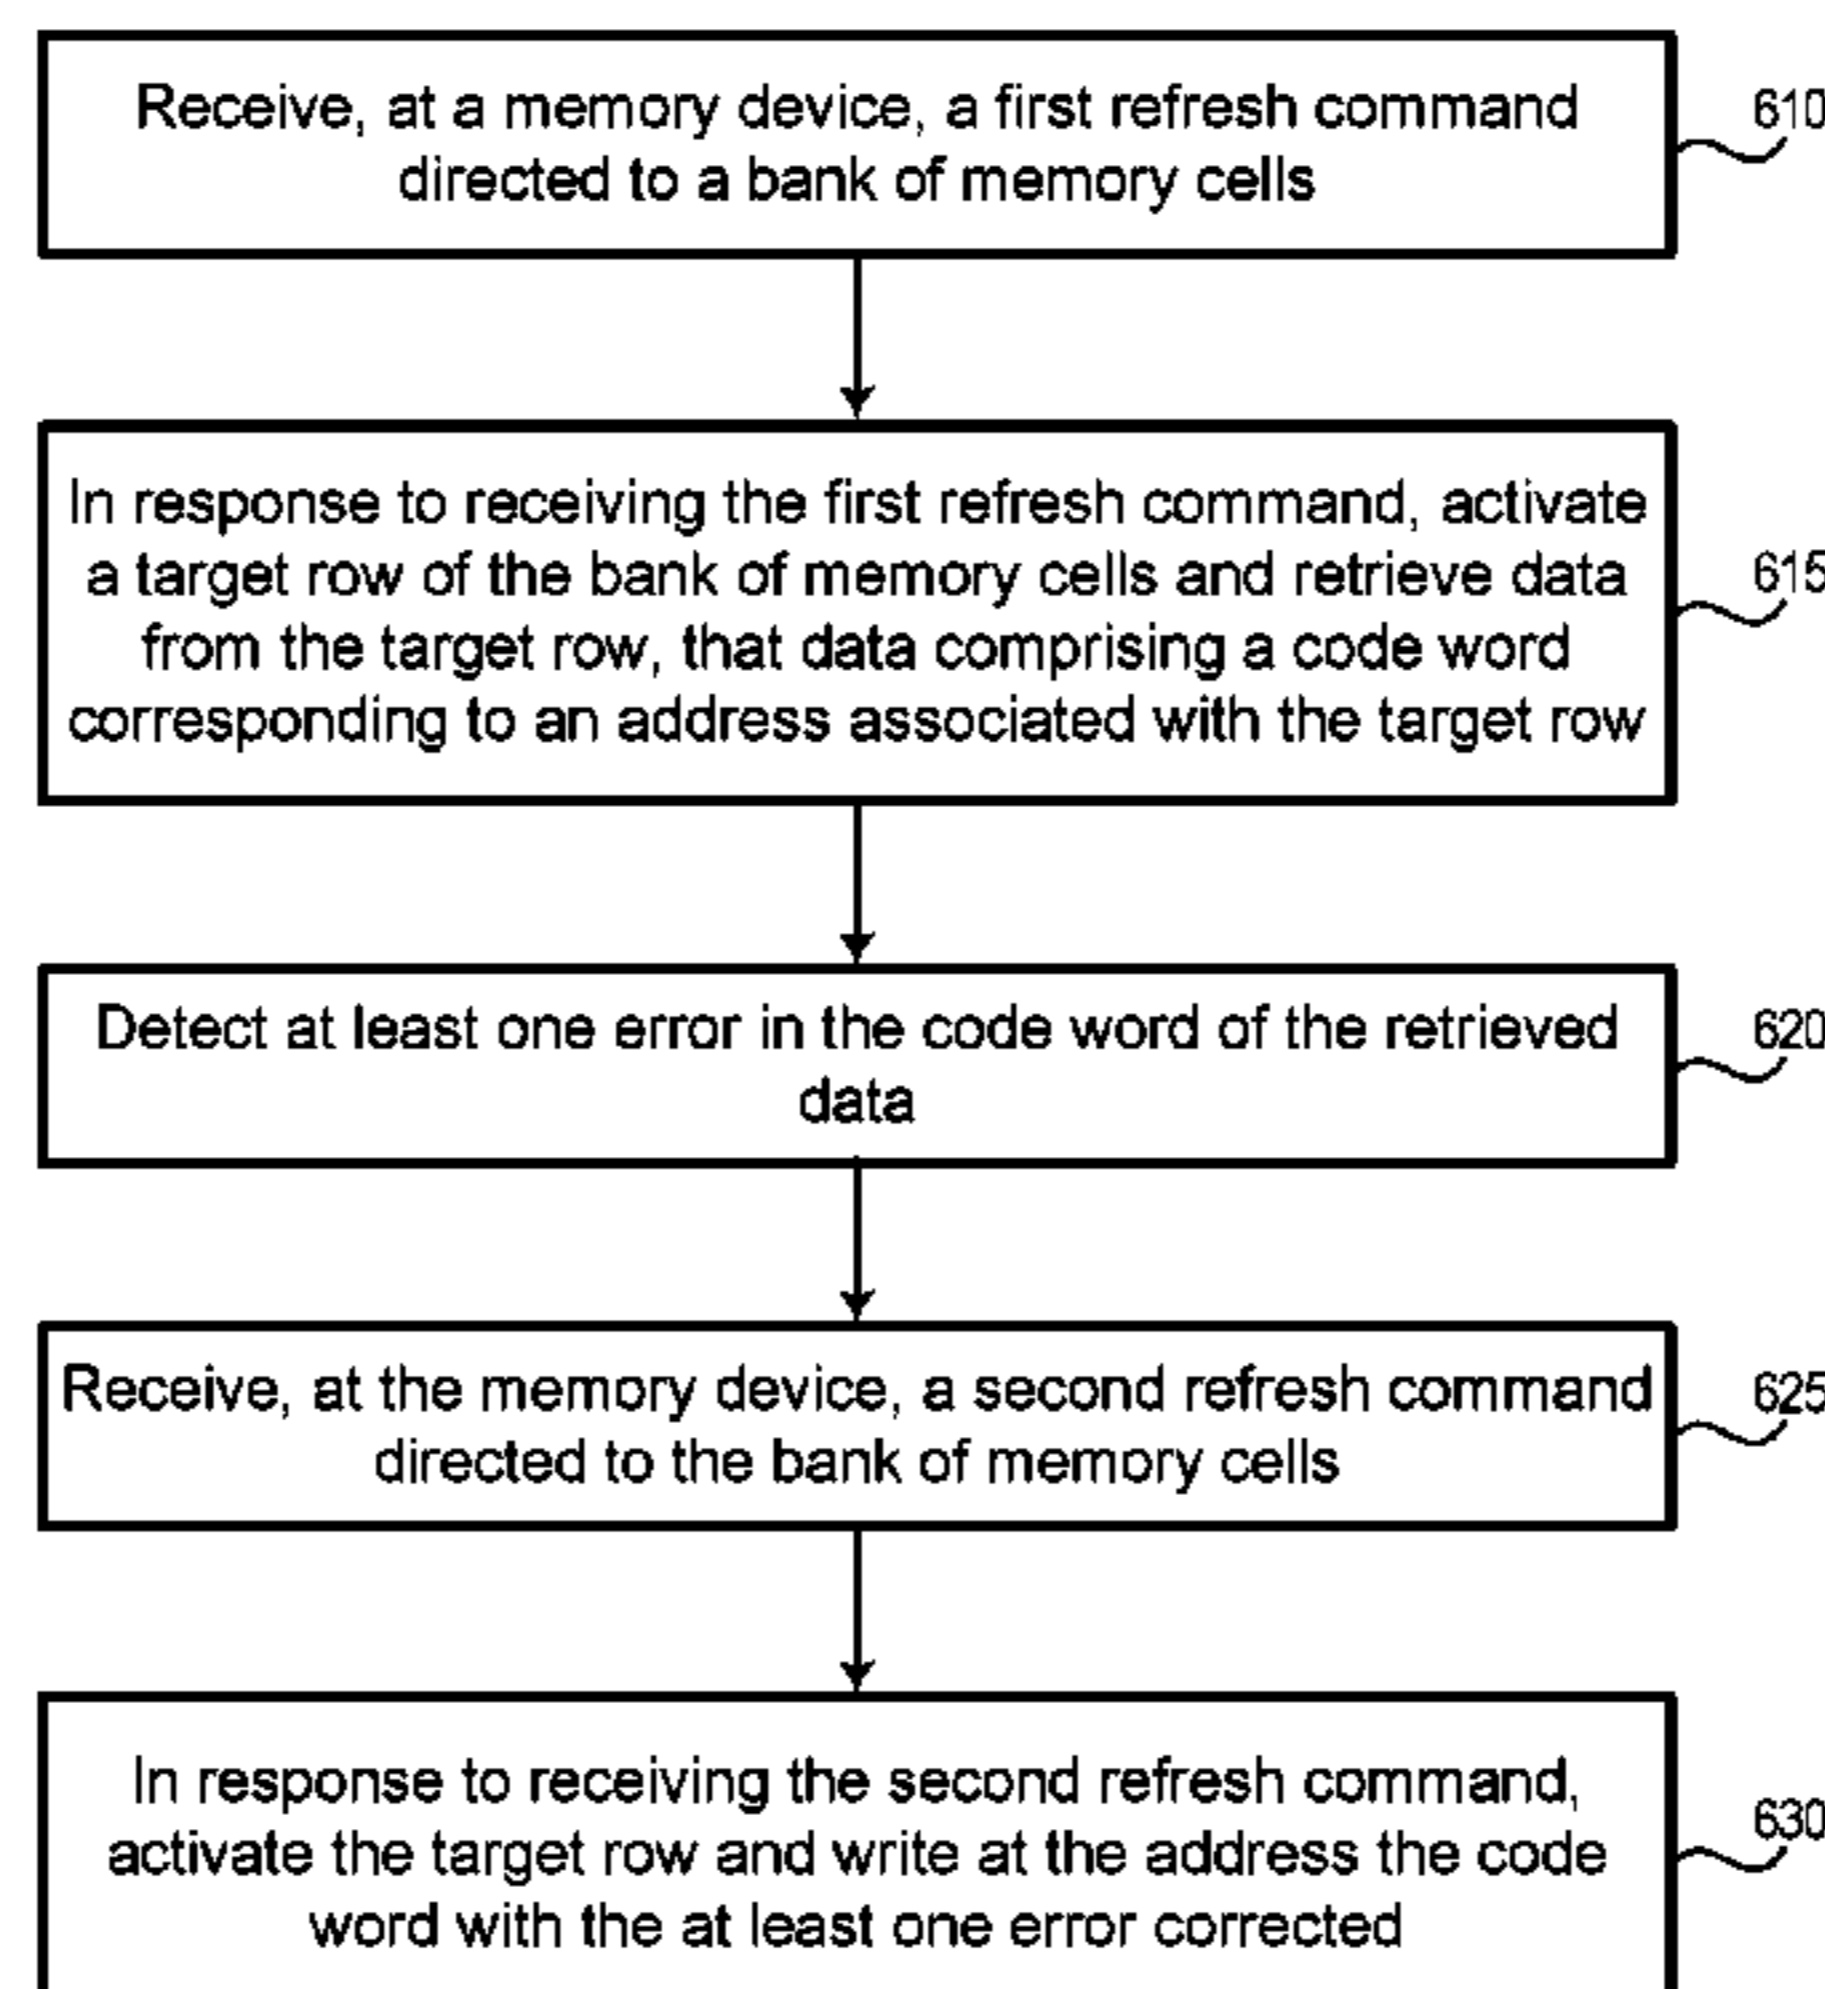 Receive, at a memory device, a first refresh command
directed to a bank of memory cells
610
In response to receiving the first refresh command, activate
a target row of the bank of memory cells and retrieve data
from the target row, that data comprising a code word
corresponding to an address associated with the target row
615
Detect at least one error in the code word of the retrieved
data
620
Receive, at the memory device, a second refresh command
directed to the bank of memory cells
625
In response to receiving the second refresh command,
activate the target row and write at the address the code
word with the at least one error corrected
630